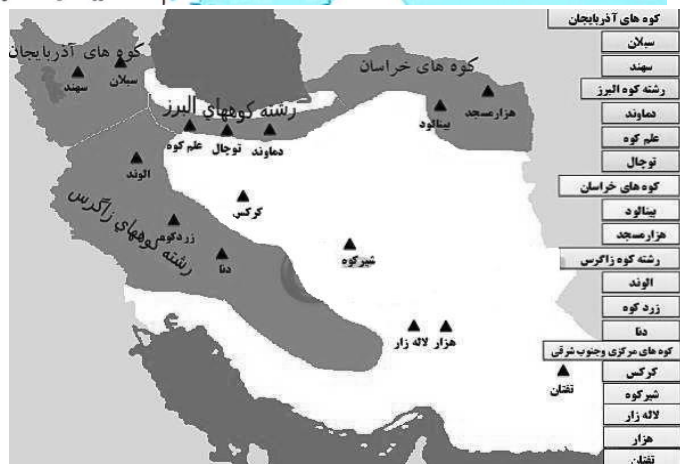 کوه های آذربایجان
سبلان
سهند
رشته کوه البرز
دماوند
علم کوه
توچال
کوه های خراسان
بینالود
هزارمسجد
رشته کوه زاگرس
الوند
زرد کوه
دنا
کوه های مرکزی وجنوب شرقی
کرکس
شیرکوه
لاله زار
هزار
تفتان
کوه های آذربایجان
سبلان
سهند
کوه های خراسان
هزارمسجد
بینالود
رشته کوههای البرز
دماوند
توچال
علم کوه
الوند
رشته کوههای زاگرس
زردکوه
دنا
کرکس
شیرکوه
هزار
لاله زار
تفتان